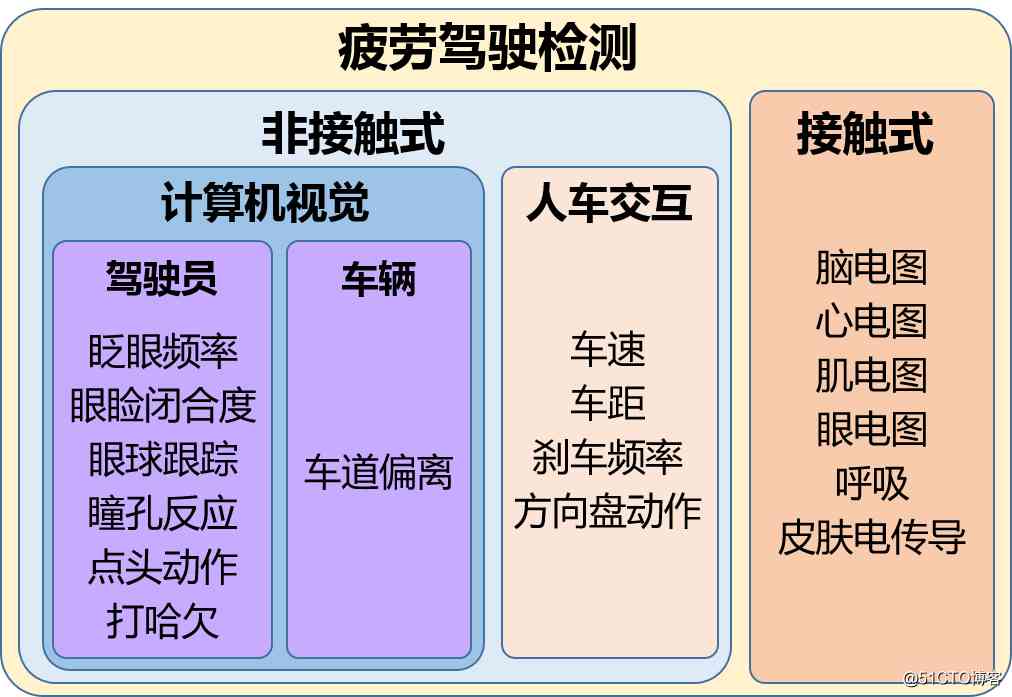 疲劳驾驶检测
非接触式
计算机视觉
驾驶员
眨眼频率
眼睑闭合度
眼球跟踪
瞳孔反应
点头动作
打哈欠
车辆
车道偏离
人车交互
车速
车距
刹车频率
方向盘动作
接触式
脑电图
心电图
肌电图
眼电图
呼吸
皮肤电传导
@51CTO博客